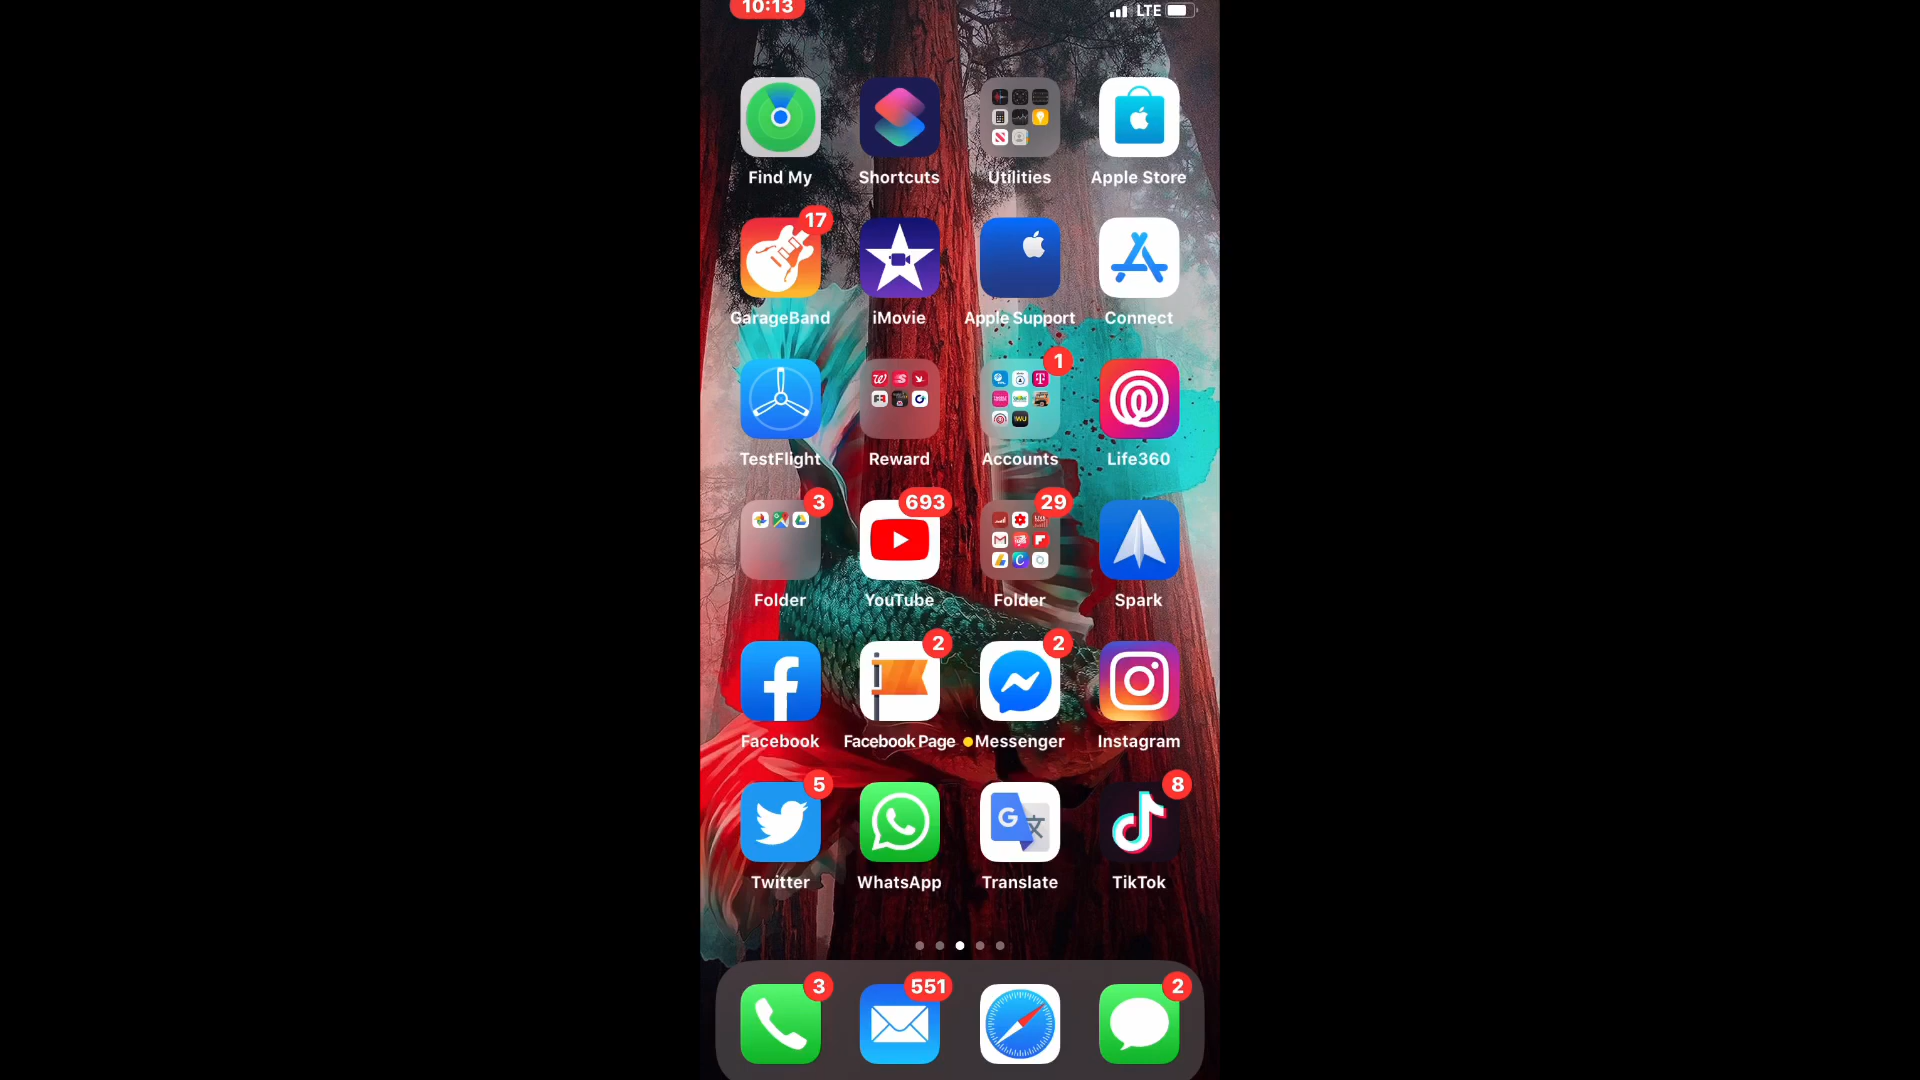 10:13 LTE
Find My Shortcuts Utilities Apple Store
17
GarageBand iMovie Apple Support Connect
1
TestFlight Reward Accounts Life360
3 693 29
Folder YouTube Folder Spark
2 2
Facebook Facebook Page Messenger Instagram
5 8
Twitter WhatsApp Translate TikTok
3 551 2